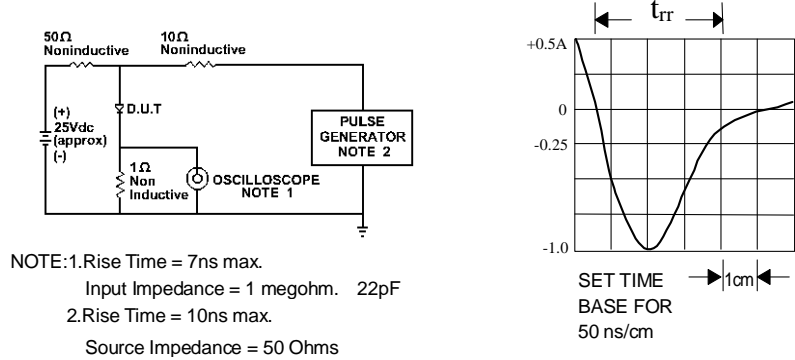 50Ω
Noninductive
10Ω
Noninductive
(+)
25Vdc
(approx)
(-)
D.U.T
1Ω
Non
Inductive
OSCILLOSCOPE
NOTE 1
PULSE
GENERATOR
NOTE 2
NOTE:1.Rise Time = 7ns max.
Input Impedance = 1 megohm. 22pF
2.Rise Time = 10ns max.
Source Impedance = 50 Ohms
trr
+0.5A
0
-0.25
-1.0
SET TIME
BASE FOR
50 ns/cm
1cm